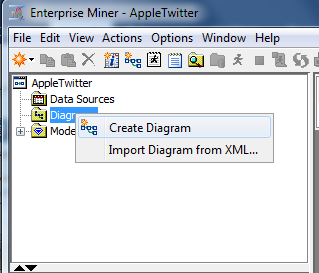 Enterprise Miner - AppleTwitter
File Edit View Actions Options Window Help
AppleTwitter
Data Sources
Diagr
Create Diagram
Mode
Import Diagram from XML...